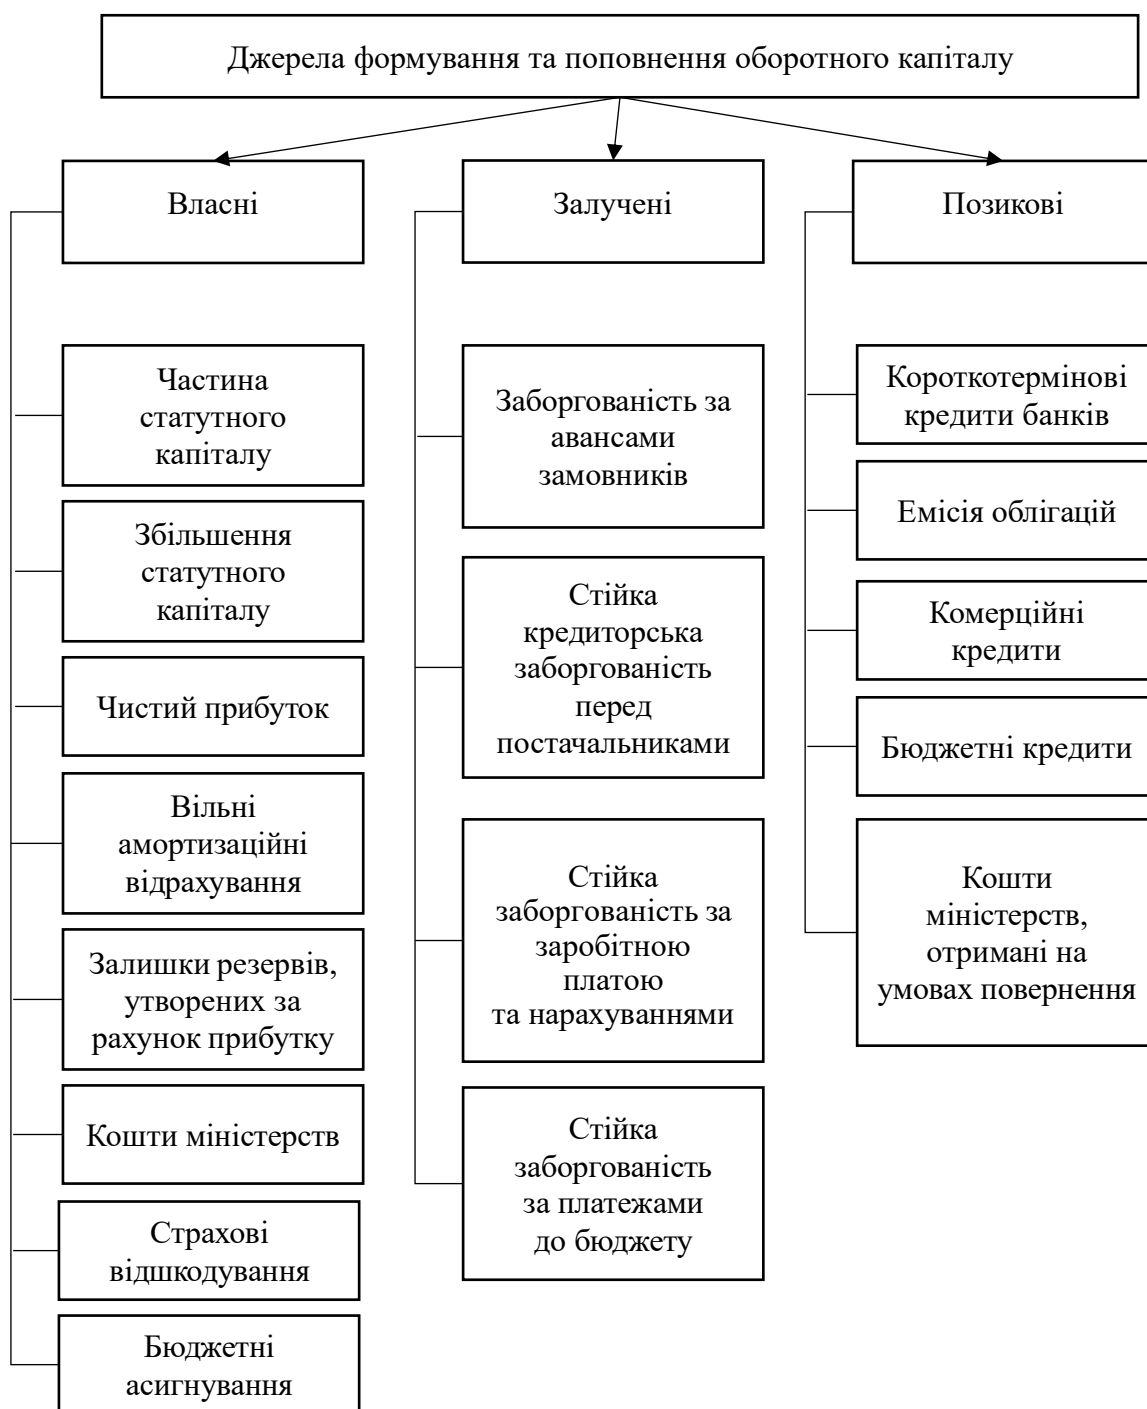 Джерела формування та поповнення оборотного капіталу
Власні
Залучені
Позикові
Частина
статутного
капіталу
Збільшення
статутного
капіталу
Чистий прибуток
Вільні
амортизаційні
відрахування
Залишки резервів,
утворених за
рахунок прибутку
Кошти міністерств
Страхові
відшкодування
Бюджетні
асигнування
Заборгованість за
авансами
замовників
Стійка
кредиторська
заборгованість
перед
постачальниками
Стійка
заборгованість за
заробітною
платою
та нарахуваннями
Стійка
заборгованість
за платежами
до бюджету
Короткотермінові
кредити банків
Емісія облігацій
Комерційні
кредити
Бюджетні кредити
Кошти
міністерств,
отримані на
умовах повернення